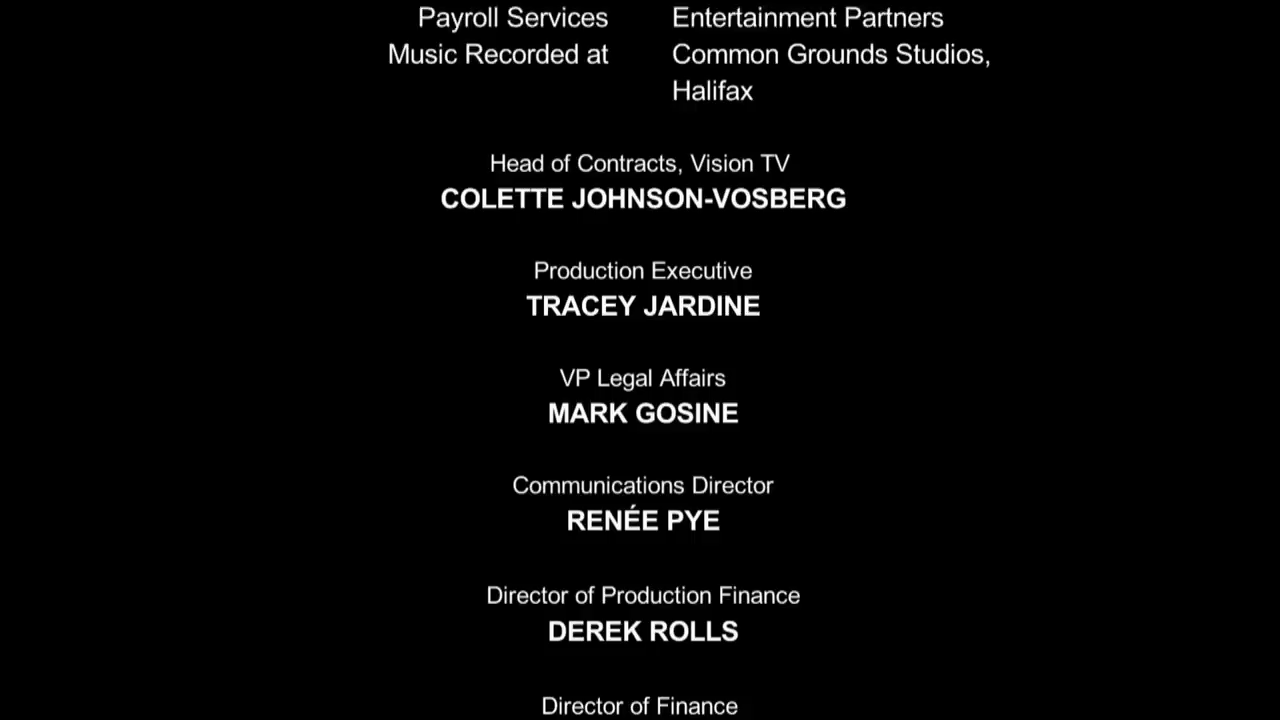 Payroll Services Entertainment Partners
Music Recorded at Common Grounds Studios,
Halifax
Head of Contracts, Vision TV
COLETTE JOHNSON-VOSBERG
Production Executive
TRACEY JARDINE
VP Legal Affairs
MARK GOSINE
Communications Director
RENÉE PYE
Director of Production Finance
DEREK ROLLS
Director of Finance